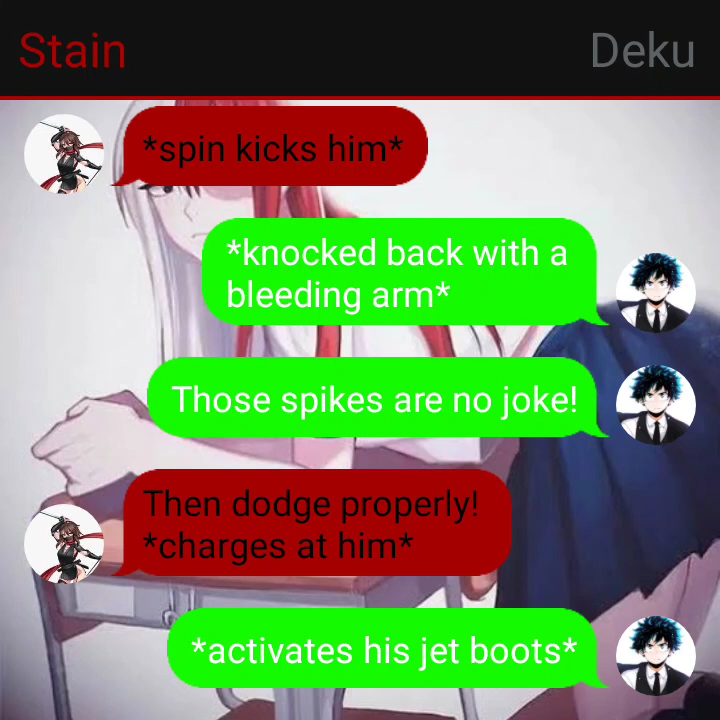 Stain
Deku
*spin kicks him*
*knocked back with a
bleeding arm*
Those spikes are no joke!
Then dodge properly!
*charges at him*
*activates his jet boots*